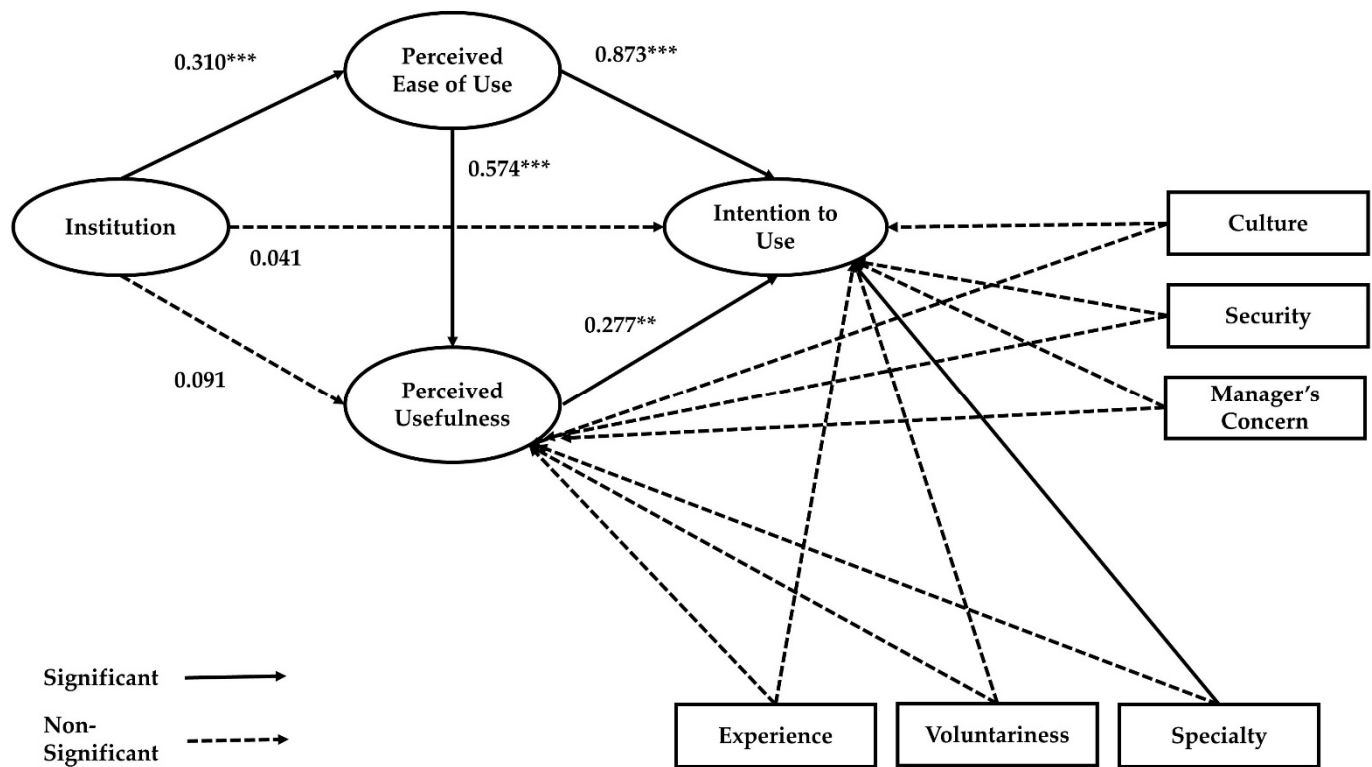 0.310***
Perceived
Ease of Use
0.873***
0.574***
Institution
0.041
Intention to
Use
Culture
0.277**
Security
0.091
Perceived
Usefulness
Manager's
Concern
Significant
Non-
Significant
Experience
Voluntariness
Specialty